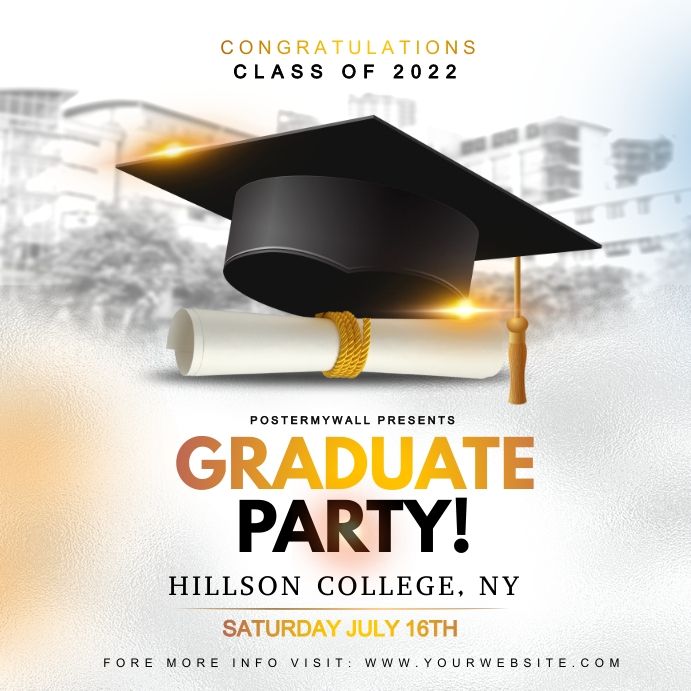 CONGRATULATIONS
CLASS OF 2022
POSTERMYWALL PRESENTS
GRADUATE
PARTY!
HILLSON COLLEGE, NY
SATURDAY JULY 16TH
FORE MORE INFO VISIT: WWW.YOURWEBSITE.COM